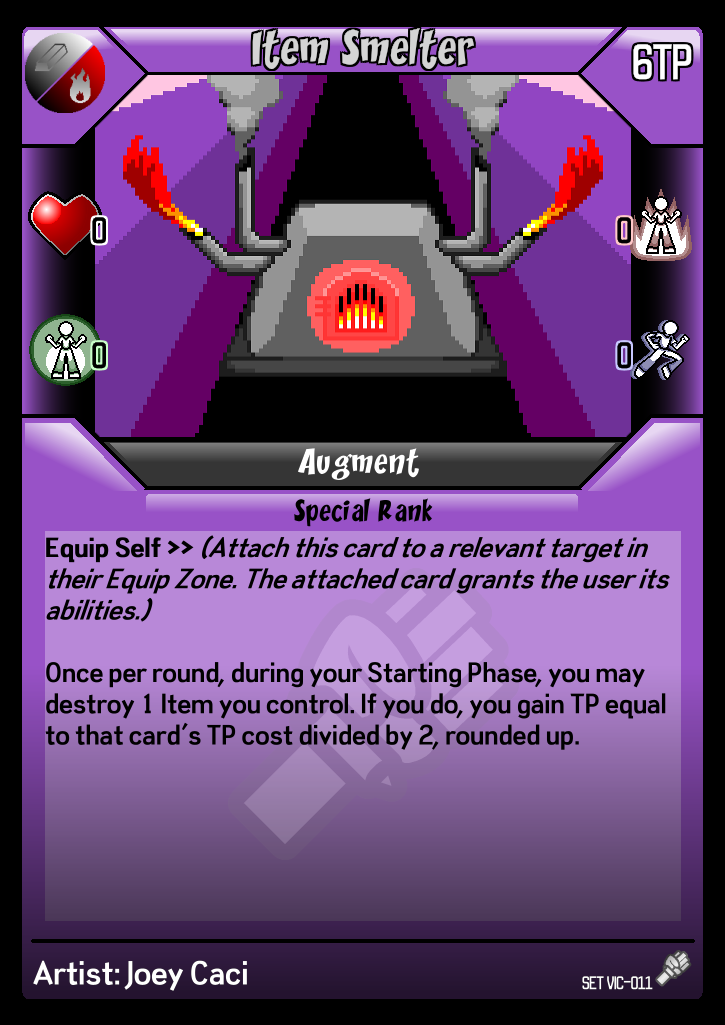 Item Smelter
6TP
0
0
0
0
Augment
Special Rank
Equip Self >> (Attach this card to a relevant target in
their Equip Zone. The attached card grants the user its
abilities.)
Once per round, during your Starting Phase, you may
destroy 1 Item you control. If you do, you gain TP equal
to that card's TP cost divided by 2, rounded up.
Artist: Joey Caci
SET VIC-011